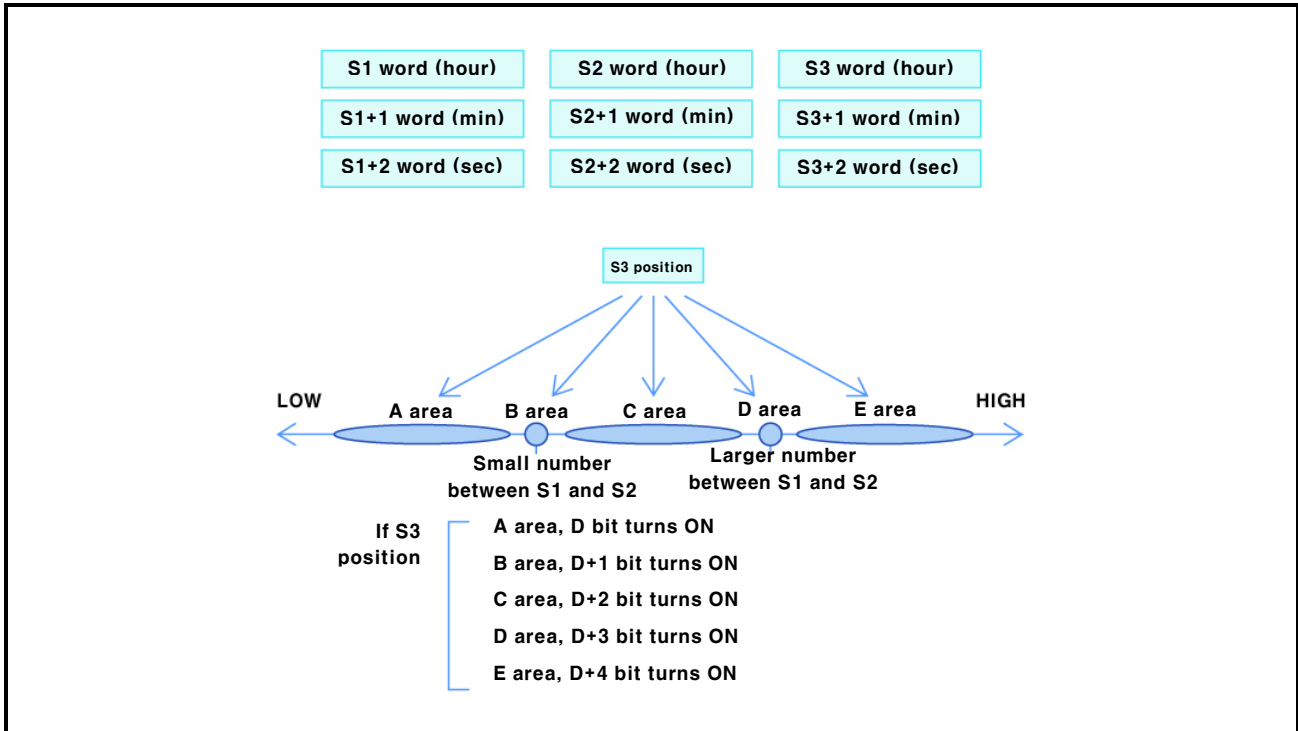 S1 word (hour) S2 word (hour) S3 word (hour)
S1+1 word (min) S2+1 word (min) S3+1 word (min)
S1+2 word (sec) S2+2 word (sec) S3+2 word (sec)
S3 position
LOW A area B area C area D area E area HIGH
Small number
between S1 and S2
Larger number
between S1 and S2
If S3
position
A area, D bit turns ON
B area, D+1 bit turns ON
C area, D+2 bit turns ON
D area, D+3 bit turns ON
E area, D+4 bit turns ON